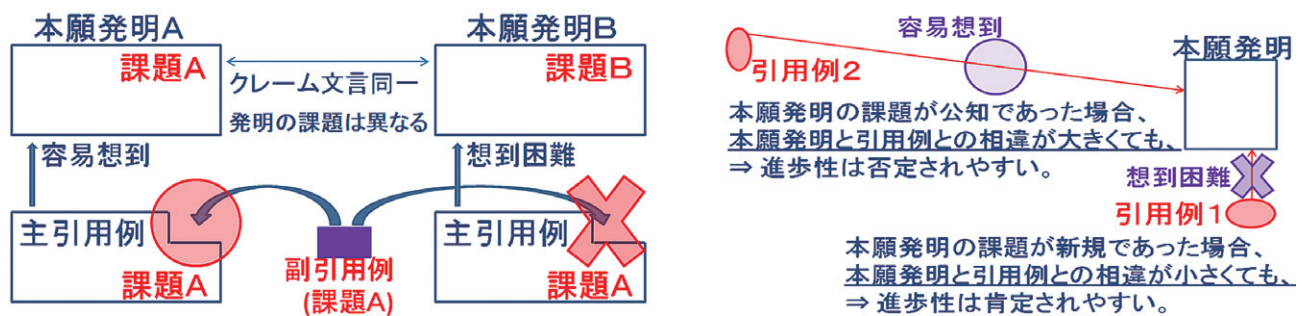 本願発明A
課題A
クレーム文言同一
発明の課題は異なる
本願発明B
課題B
容易想到
想到困難
主引用例
課題A
副引用例
(課題A)
主引用例
課題A
容易想到
引用例2
本願発明
本願発明の課題が公知であった場合、
本願発明と引用例との相違が大きくても、
⇒ 進歩性は否定されやすい。
想到困難
引用例1
本願発明の課題が新規であった場合、
本願発明と引用例との相違が小さくても、
⇒ 進歩性は肯定されやすい。